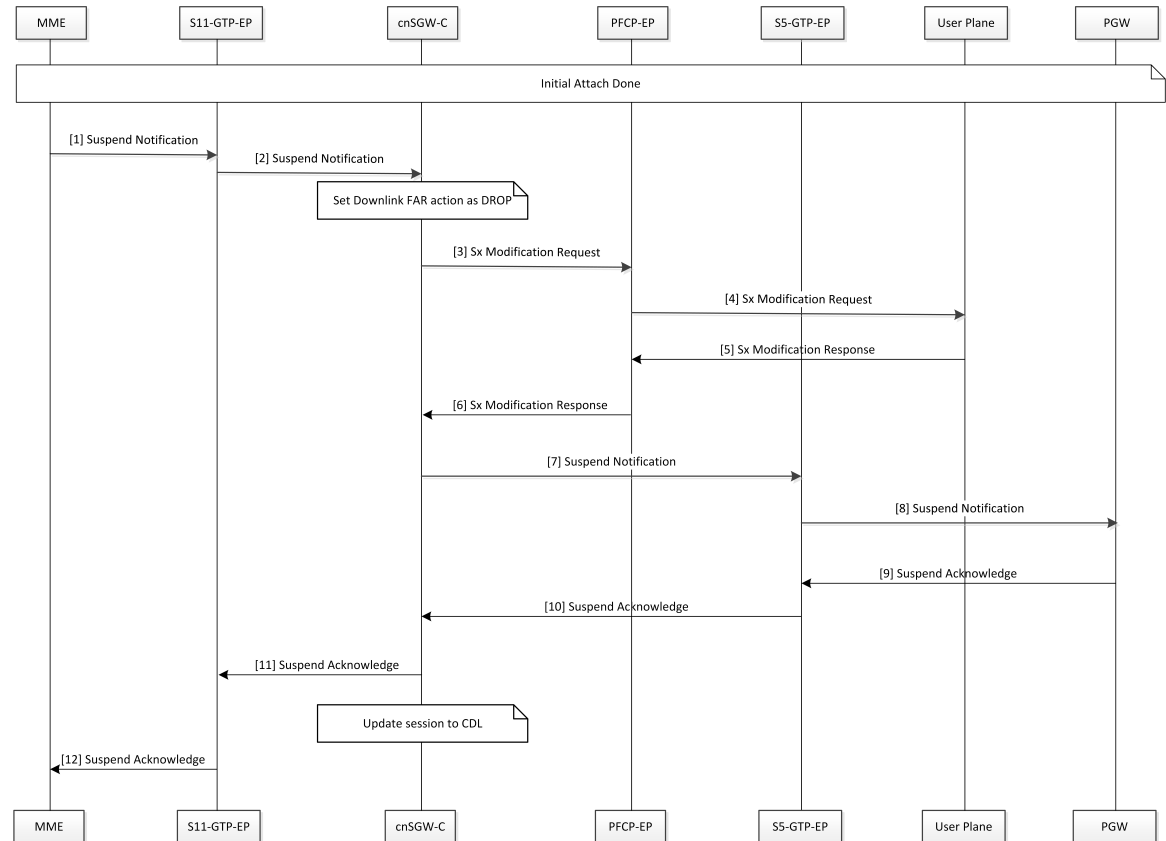 MME
S11-GTP-EP
cnSGW-C
PFCP-EP
S5-GTP-EP
User Plane
PGW
Initial Attach Done
[1] Suspend Notification
[2] Suspend Notification
Set Downlink FAR action as DROP
[3] Sx Modification Request
[4] Sx Modification Request
[5] Sx Modification Response
[6] Sx Modification Response
[7] Suspend Notification
[8] Suspend Notification
[9] Suspend Acknowledge
[10] Suspend Acknowledge
[11] Suspend Acknowledge
Update session to CDL
[12] Suspend Acknowledge
MME
S11-GTP-EP
cnSGW-C
PFCP-EP
S5-GTP-EP
User Plane
PGW